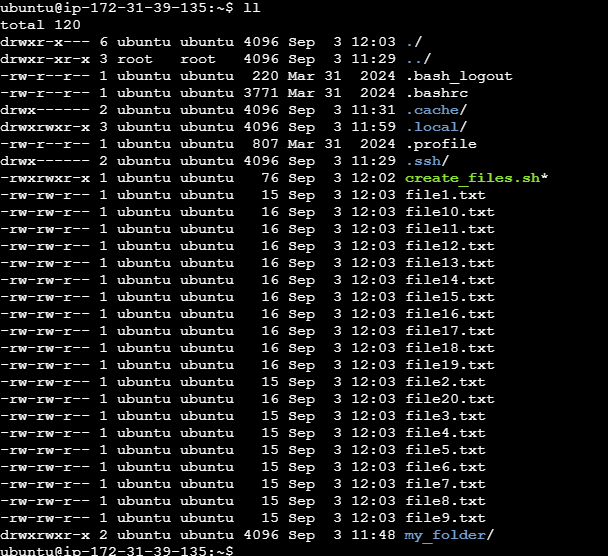 ubuntu@ip-172-31-39-135:~$ ll
total 120
drwxr-x--- 6 ubuntu ubuntu 4096 Sep  3 12:03 ./
drwxr-xr-x 3 root   root   4096 Sep  3 11:29 ../
-rw-r--r-- 1 ubuntu ubuntu  220 Mar 31  2024 .bash_logout
-rw-r--r-- 1 ubuntu ubuntu 3771 Mar 31  2024 .bashrc
drwx------ 2 ubuntu ubuntu 4096 Sep  3 11:31 .cache/
drwxrwxr-x 3 ubuntu ubuntu 4096 Sep  3 11:59 .local/
-rw-r--r-- 1 ubuntu ubuntu  807 Mar 31  2024 .profile
drwx------ 2 ubuntu ubuntu 4096 Sep  3 11:29 .ssh/
-rwxrwxr-x 1 ubuntu ubuntu   76 Sep  3 12:02 create_files.sh*
-rw-rw-r-- 1 ubuntu ubuntu   15 Sep  3 12:03 file1.txt
-rw-rw-r-- 1 ubuntu ubuntu   16 Sep  3 12:03 file10.txt
-rw-rw-r-- 1 ubuntu ubuntu   16 Sep  3 12:03 file11.txt
-rw-rw-r-- 1 ubuntu ubuntu   16 Sep  3 12:03 file12.txt
-rw-rw-r-- 1 ubuntu ubuntu   16 Sep  3 12:03 file13.txt
-rw-rw-r-- 1 ubuntu ubuntu   16 Sep  3 12:03 file14.txt
-rw-rw-r-- 1 ubuntu ubuntu   16 Sep  3 12:03 file15.txt
-rw-rw-r-- 1 ubuntu ubuntu   16 Sep  3 12:03 file16.txt
-rw-rw-r-- 1 ubuntu ubuntu   16 Sep  3 12:03 file17.txt
-rw-rw-r-- 1 ubuntu ubuntu   16 Sep  3 12:03 file18.txt
-rw-rw-r-- 1 ubuntu ubuntu   16 Sep  3 12:03 file19.txt
-rw-rw-r-- 1 ubuntu ubuntu   15 Sep  3 12:03 file2.txt
-rw-rw-r-- 1 ubuntu ubuntu   16 Sep  3 12:03 file20.txt
-rw-rw-r-- 1 ubuntu ubuntu   15 Sep  3 12:03 file3.txt
-rw-rw-r-- 1 ubuntu ubuntu   15 Sep  3 12:03 file4.txt
-rw-rw-r-- 1 ubuntu ubuntu   15 Sep  3 12:03 file5.txt
-rw-rw-r-- 1 ubuntu ubuntu   15 Sep  3 12:03 file6.txt
-rw-rw-r-- 1 ubuntu ubuntu   15 Sep  3 12:03 file7.txt
-rw-rw-r-- 1 ubuntu ubuntu   15 Sep  3 12:03 file8.txt
-rw-rw-r-- 1 ubuntu ubuntu   15 Sep  3 12:03 file9.txt
drwxrwxr-x 2 ubuntu ubuntu 4096 Sep  3 11:48 my_folder/
ubuntu@ip-172-31-39-135:~$